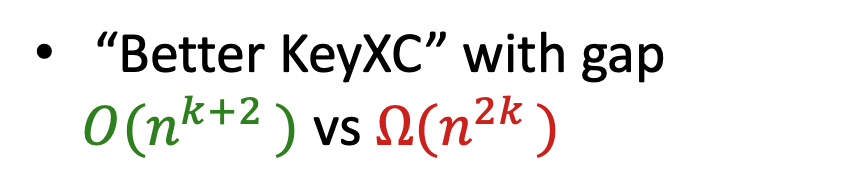 • “Better KeyXC” with gap
𝑂(𝑛^{𝑘+2} ) vs Ω(𝑛^{2𝑘} )